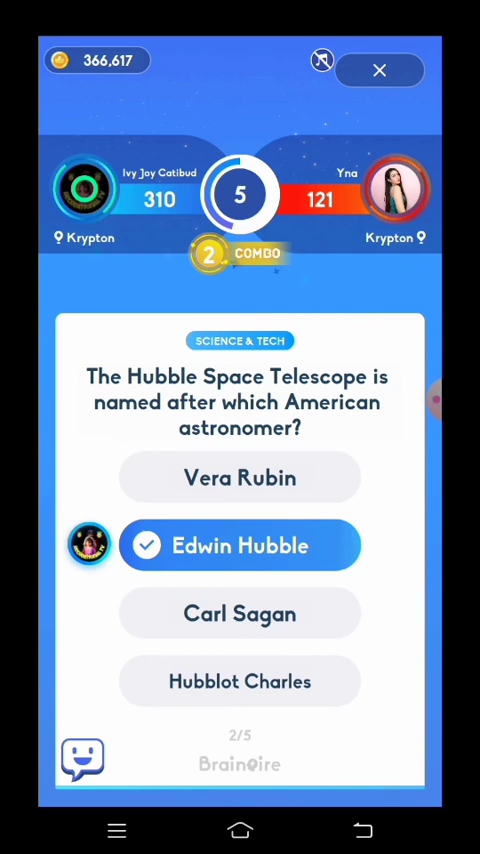 366,617
Ivy Joy Catibud
310
5
Yna
121
Krypton
Krypton
2 COMBO
SCIENCE & TECH
The Hubble Space Telescope is
named after which American
astronomer?
Vera Rubin
Edwin Hubble
Carl Sagan
Hubblot Charles
2/5
Brainqire